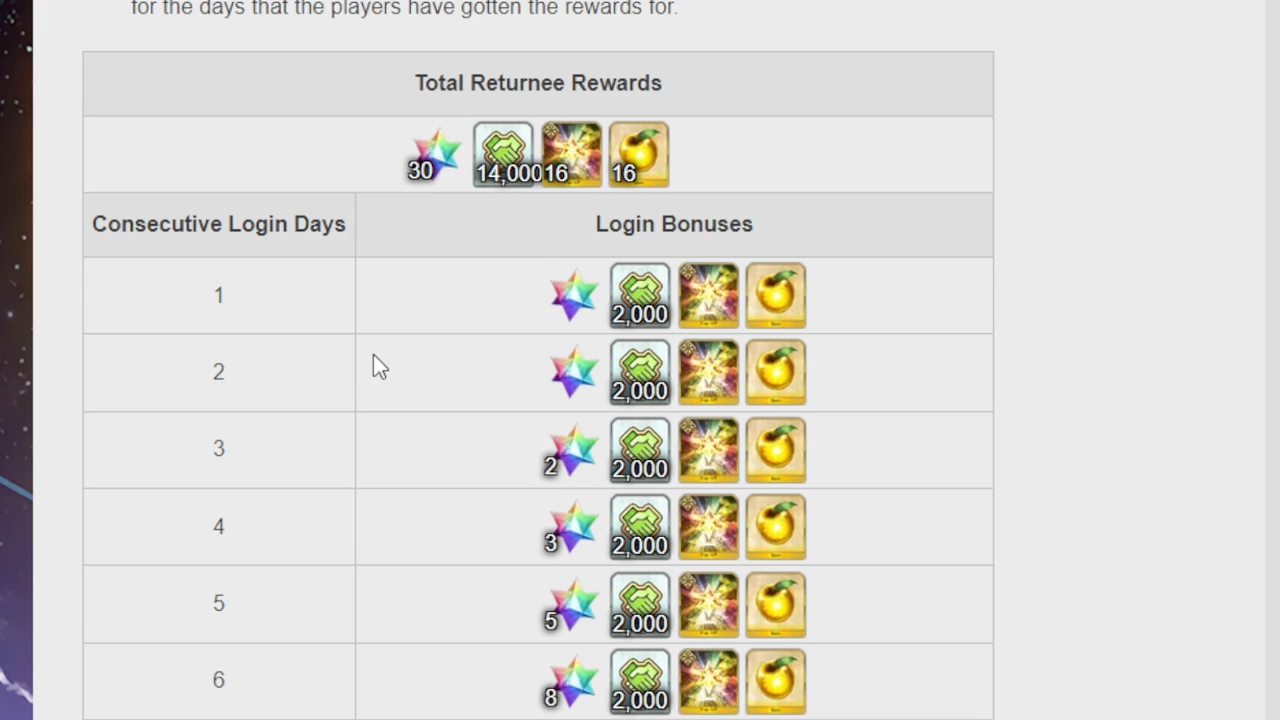 for the days that the players have gotten the rewards for.
Total Returnee Rewards
30 14,000 16 16
Consecutive Login Days Login Bonuses
1 2,000
2 2,000
3 2 2,000
4 3 2,000
5 5 2,000
6 8 2,000